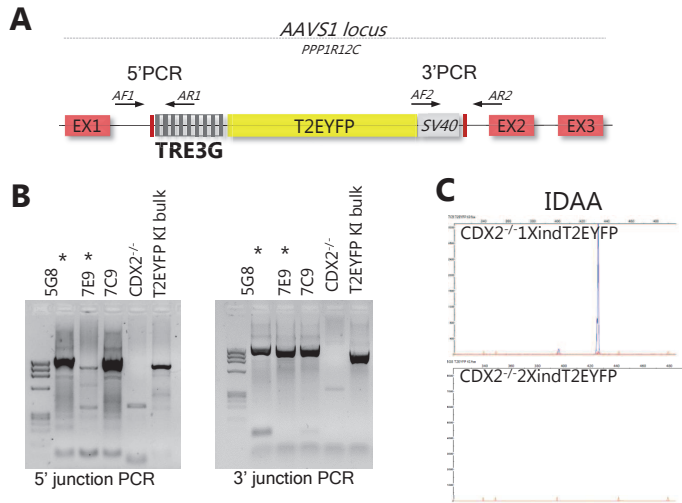 A
AAVS1 locus
PPP1R12C
5'PCR
3'PCR
AF1
AR1
AF2
AR2
EX1
T2EYFP
SV40
EX2
EX3
TRE3G
B
5G8 *
7E9 *
7C9
CDX2-/-
T2EYFP KI bulk
5G8 *
7E9 *
7C9
CDX2-/-
T2EYFP KI bulk
5' junction PCR
3' junction PCR
C
IDAA
CDX2-/-1XindT2EYFP
CDX2-/-2XindT2EYFP